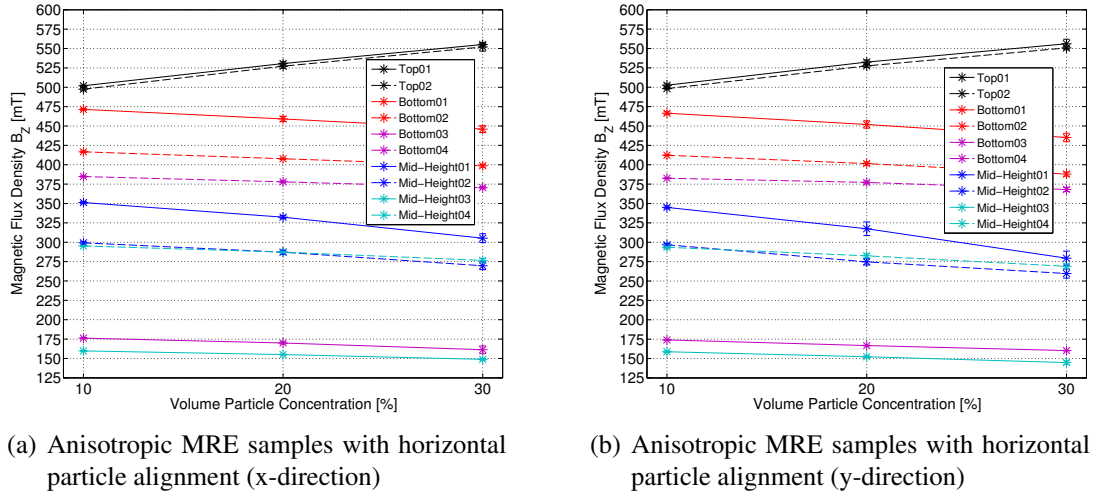 600
575
550
525
500
475
450
425
400
375
350
325
300
275
250
225
200
175
150
125
10
20
30
Magnetic Flux Density B_Z [mT]
Volume Particle Concentration [%]
Top01
Top02
Bottom01
Bottom02
Bottom03
Bottom04
Mid−Height01
Mid−Height02
Mid−Height03
Mid−Height04
(a) Anisotropic MRE samples with horizontal
particle alignment (x-direction)
600
575
550
525
500
475
450
425
400
375
350
325
300
275
250
225
200
175
150
125
10
20
30
Magnetic Flux Density B_Z [mT]
Volume Particle Concentration [%]
Top01
Top02
Bottom01
Bottom02
Bottom03
Bottom04
Mid−Height01
Mid−Height02
Mid−Height03
Mid−Height04
(b) Anisotropic MRE samples with horizontal
particle alignment (y-direction)